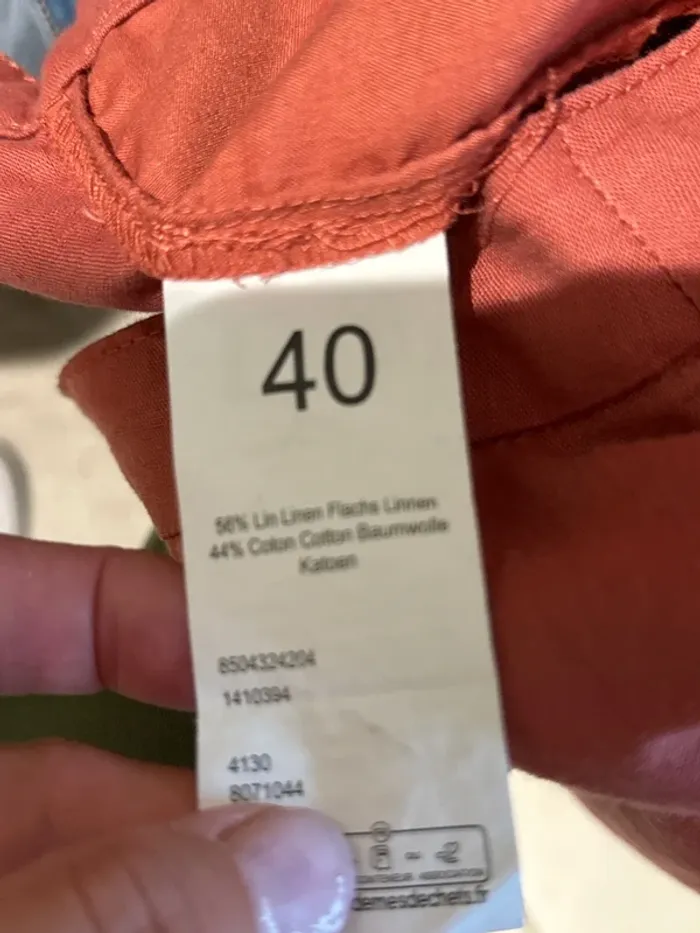 40
56% Lin Linen Flachs Linnen
44% Coton Cotton Baumwolle
Katoen
8504324204
1410394
4130
8071044